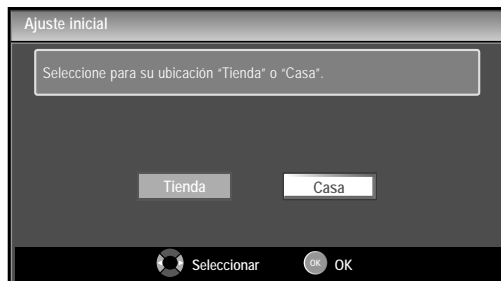 Ajuste inicial
Seleccione para su ubicación “Tienda” o “Casa”.
Tienda Casa
Seleccionar OK OK